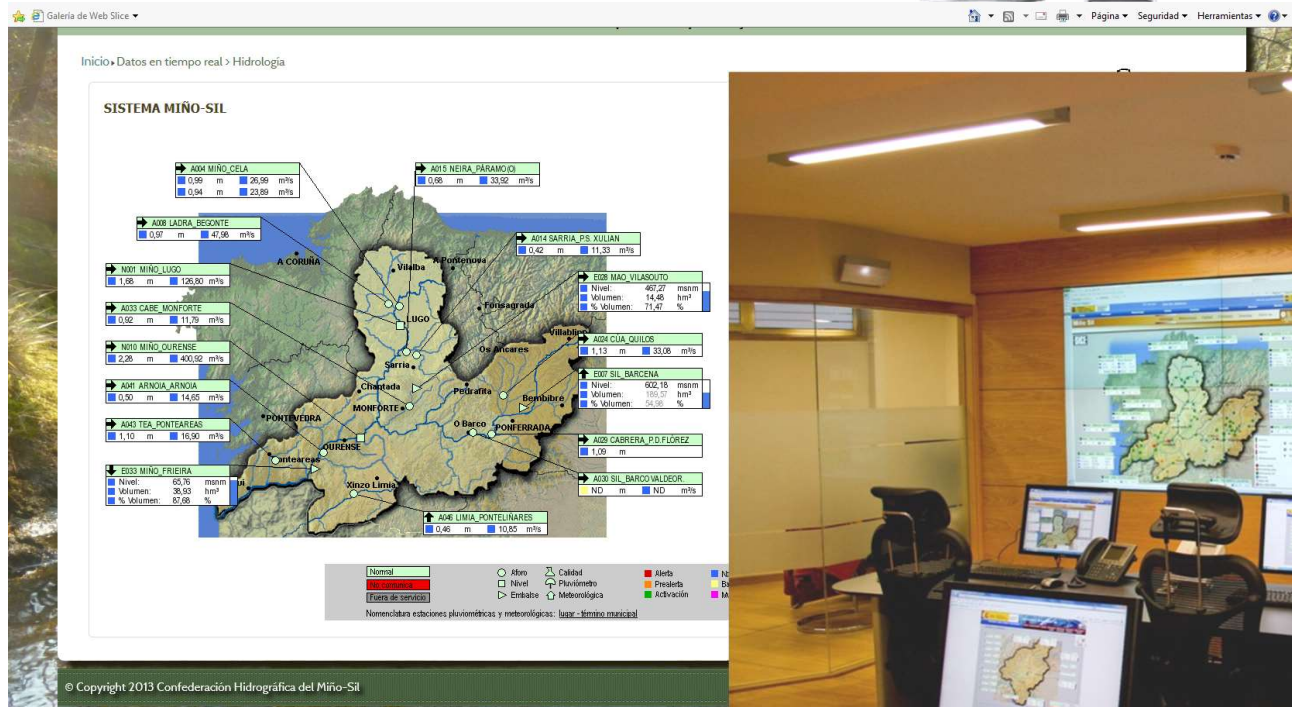 Galería de Web Slice
Página Seguridad Herramientas
Inicio Datos en tiempo real > Hidrología
SISTEMA MIÑO-SIL
A004 MIÑO_CELA
0,99 m 26,99 m³/s
0,94 m 23,89 m³/s
A015 NEIRA_PÁRAMO(O)
0,68 m 33,92 m³/s
A008 LADRA_BEGONTE
0,97 m 47,98 m³/s
A014 SARRIA_P.S. XULIAN
0,42 m 11,33 m³/s
N001 MIÑO_LUGO
1,68 m 126,80 m³/s
E028 MAO_VILASOUTO
Nivel: 467,27 msnm
Volumen: 14,48 hm³
% Volumen: 71,47 %
A033 CABE_MONFORTE
0,92 m 11,79 m³/s
N010 MIÑO_OURENSE
2,28 m 400,92 m³/s
A024 CÚA_QUILOS
1,13 m 33,08 m³/s
A041 ARNOIA_ARNOIA
0,50 m 14,65 m³/s
E007 SIL_BARCENA
Nivel: 602,18 msnm
Volumen: 189,57 hm³
% Volumen: 54,98 %
A043 TEA_PONTEAREAS
1,10 m 16,90 m³/s
A029 CABRERA_P.D.FLÓREZ
1,09 m
E033 MIÑO_FRIEIRA
Nivel: 65,76 msnm
Volumen: 38,93 hm³
% Volumen: 87,68 %
A030 SIL_BARCO VALDEOR.
ND m ND m³/s
A046 LIMIA_PONTELIÑARES
0,46 m 10,85 m³/s
A CORUÑA
Vilalba
A Pontenova
Fonsagrada
LUGO
Villablino
Os Ancares
Sarria
Chantada
Pedrafita
Bembibre
MONFORTE
PONTEVEDRA
O Barco
PONFERRADA
OURENSE
Ponteareas
ui
Xinzo Limia
Normal
No comunica
Fuera de servicio
Aforo
Nivel
Embalse
Calidad
Pluviómetro
Meteorológica
Alerta
Prealerta
Activación
Nomenclatura estaciones pluviométricas y meteorológicas: lugar - término municipal
© Copyright 2013 Confederación Hidrográfica del Miño-Sil